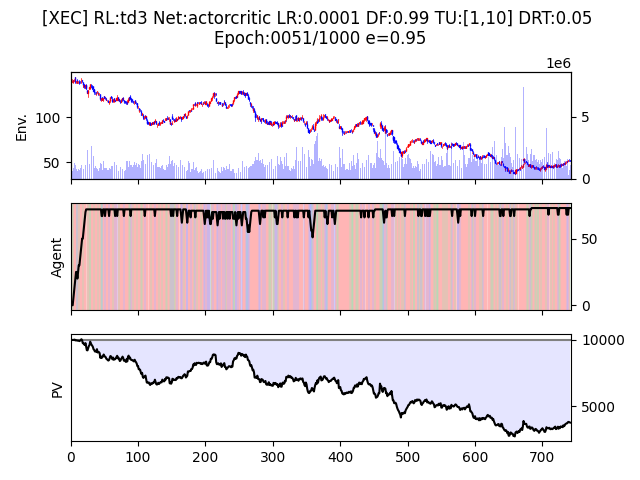 [XEC] RL:td3 Net:actorcritic LR:0.0001 DF:0.99 TU:[1,10] DRT:0.05
Epoch:0051/1000 e=0.95
1e6
Env.
100
50
5
0
Agent
50
0
PV
10000
5000
0 100 200 300 400 500 600 700